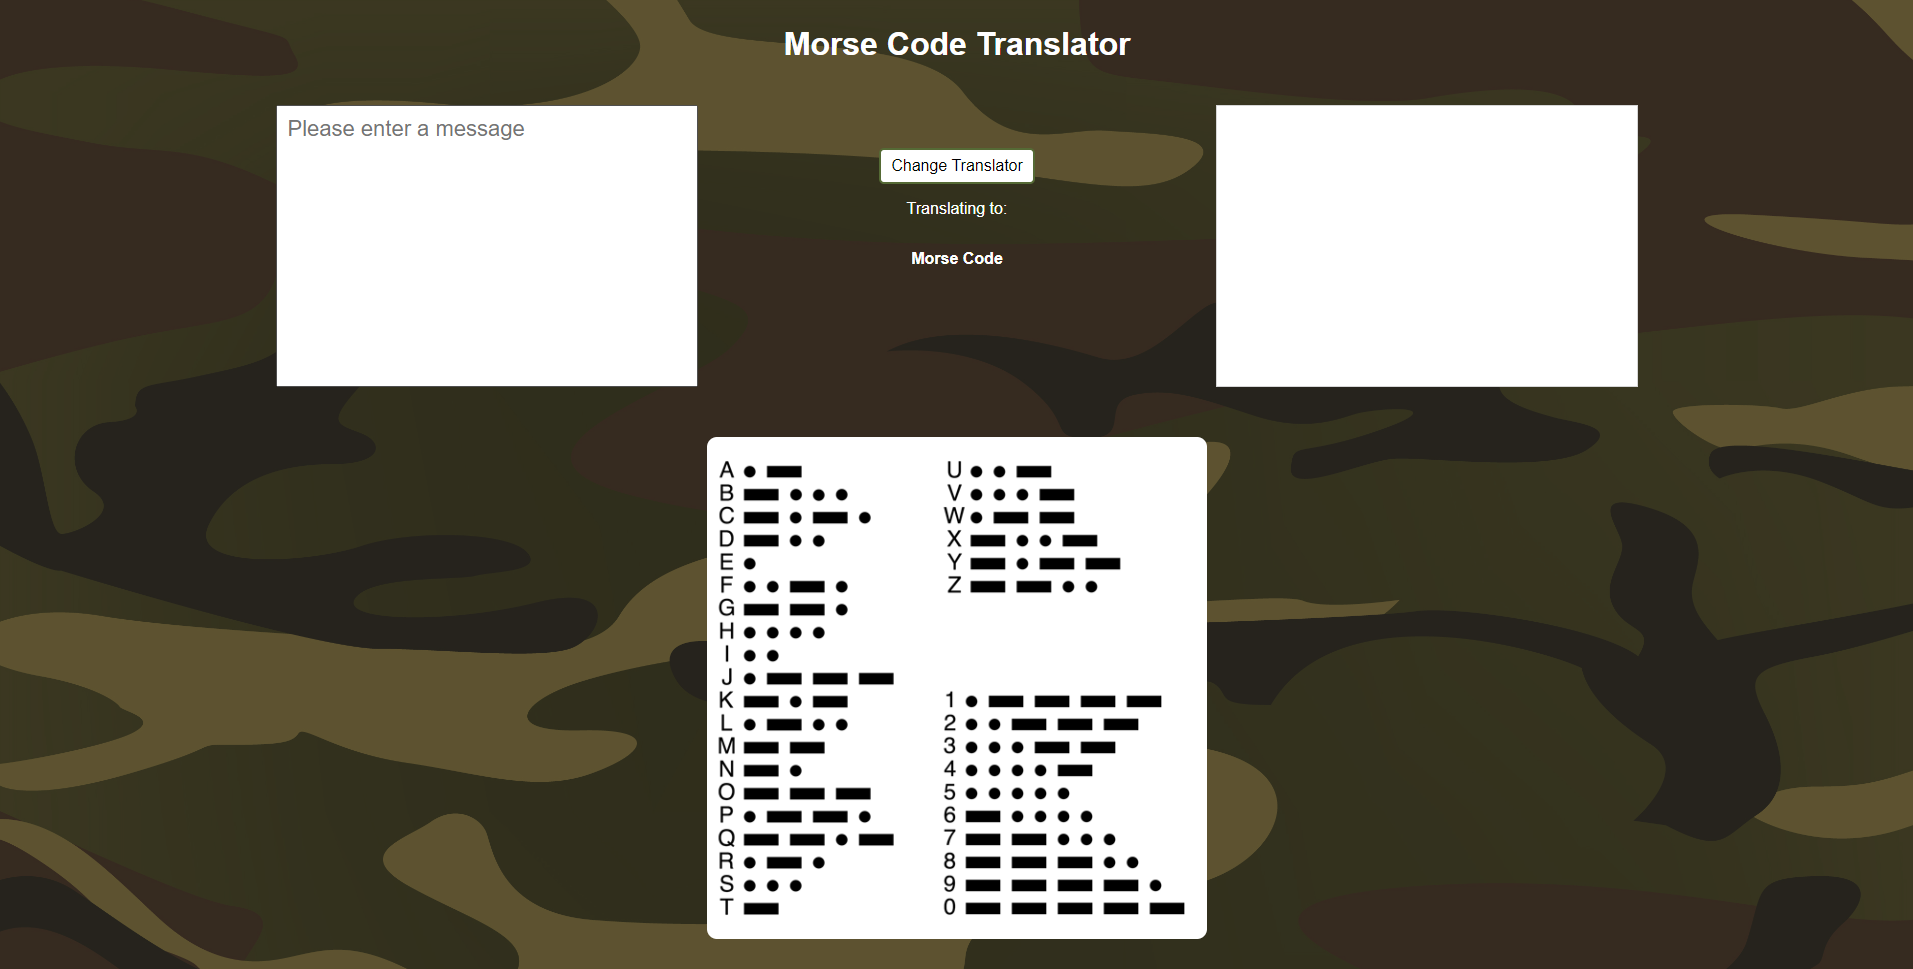 Morse Code Translator
Please enter a message
Change Translator
Translating to:
Morse Code
A ● ▬
B ▬ ● ● ●
C ▬ ● ▬ ●
D ▬ ● ●
E ●
F ● ● ▬ ●
G ▬ ▬ ●
H ● ● ● ●
I ● ●
J ● ▬ ▬ ▬
K ▬ ● ▬
L ● ▬ ● ●
M ▬ ▬
N ▬ ●
O ▬ ▬ ▬
P ● ▬ ▬ ●
Q ▬ ▬ ● ▬
R ● ▬ ●
S ● ● ●
T ▬
U ● ● ▬
V ● ● ● ▬
W ● ▬ ▬
X ▬ ● ● ▬
Y ▬ ● ▬ ▬
Z ▬ ▬ ● ●
1 ● ▬ ▬ ▬ ▬
2 ● ● ▬ ▬ ▬
3 ● ● ● ▬ ▬
4 ● ● ● ● ▬
5 ● ● ● ● ●
6 ▬ ● ● ● ●
7 ▬ ▬ ● ● ●
8 ▬ ▬ ▬ ● ●
9 ▬ ▬ ▬ ▬ ●
0 ▬ ▬ ▬ ▬ ▬